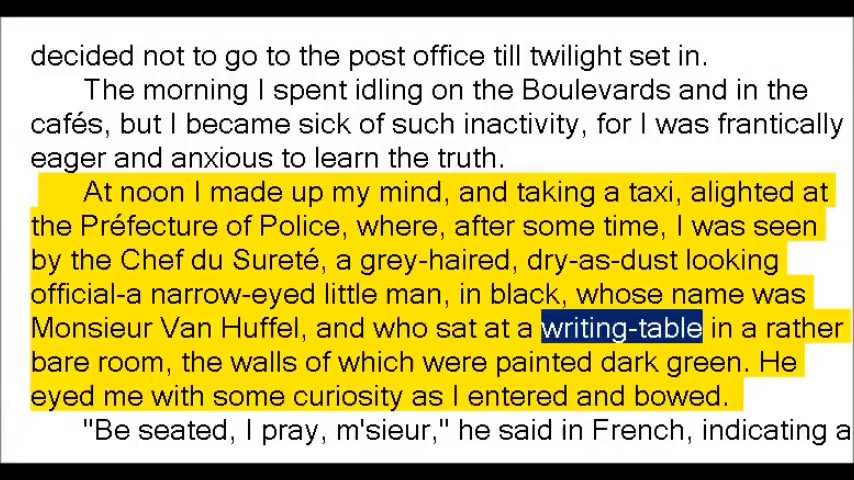 decided not to go to the post office till twilight set in.
The morning I spent idling on the Boulevards and in the
cafés, but I became sick of such inactivity, for I was frantically
eager and anxious to learn the truth.
At noon I made up my mind, and taking a taxi, alighted at
the Préfecture of Police, where, after some time, I was seen
by the Chef du Sureté, a grey-haired, dry-as-dust looking
official-a narrow-eyed little man, in black, whose name was
Monsieur Van Huffel, and who sat at a writing-table in a rather
bare room, the walls of which were painted dark green. He
eyed me with some curiosity as I entered and bowed.
"Be seated, I pray, m'sieur," he said in French, indicating a